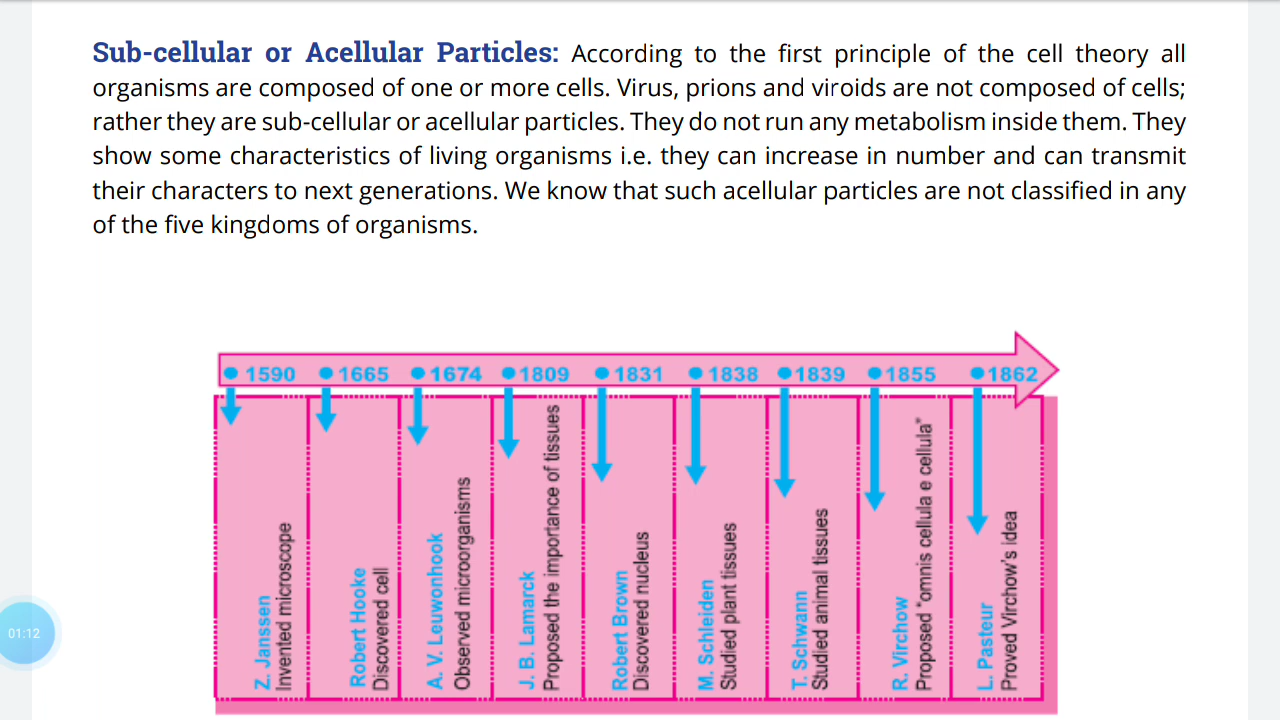 Sub-cellular or Acellular Particles: According to the first principle of the cell theory all
organisms are composed of one or more cells. Virus, prions and viroids are not composed of cells;
rather they are sub-cellular or acellular particles. They do not run any metabolism inside them. They
show some characteristics of living organisms i.e. they can increase in number and can transmit
their characters to next generations. We know that such acellular particles are not classified in any
of the five kingdoms of organisms.
1590
1665
1674
1809
1831
1838
1839
1855
1862
Z. Janssen
Invented microscope
Robert Hooke
Discovered cell
A. V. Leuwonhook
Observed microorganisms
J. B. Lamarck
Proposed the importance of tissues
Robert Brown
Discovered nucleus
M. Schleiden
Studied plant tissues
T. Schwann
Studied animal tissues
R. Virchow
Proposed "omnis cellula e cellula"
L. Pasteur
Proved Virchow's idea
01:12